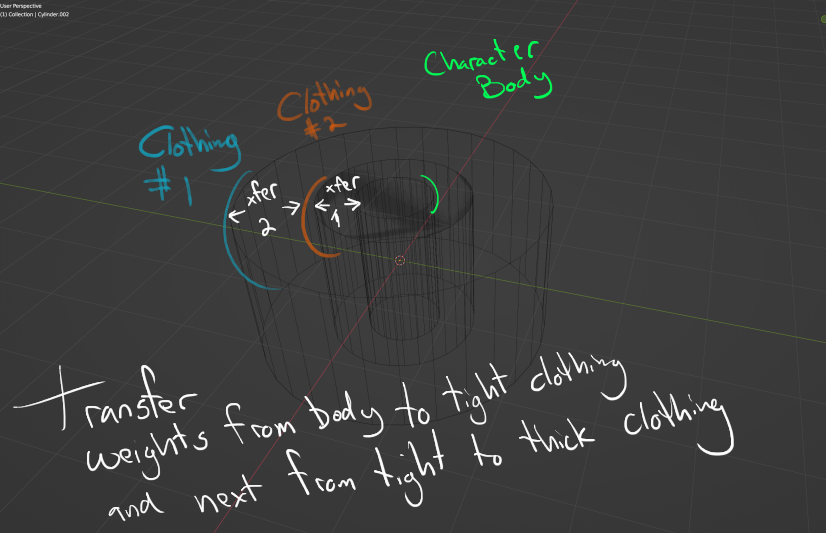 User Perspective
(1) Collection | Cylinder.002
Character
Body
Clothing
#2
Clothing
#1
xfer
2
xfer
1
Transfer
weights from body to tight clothing
and next from tight to thick clothing